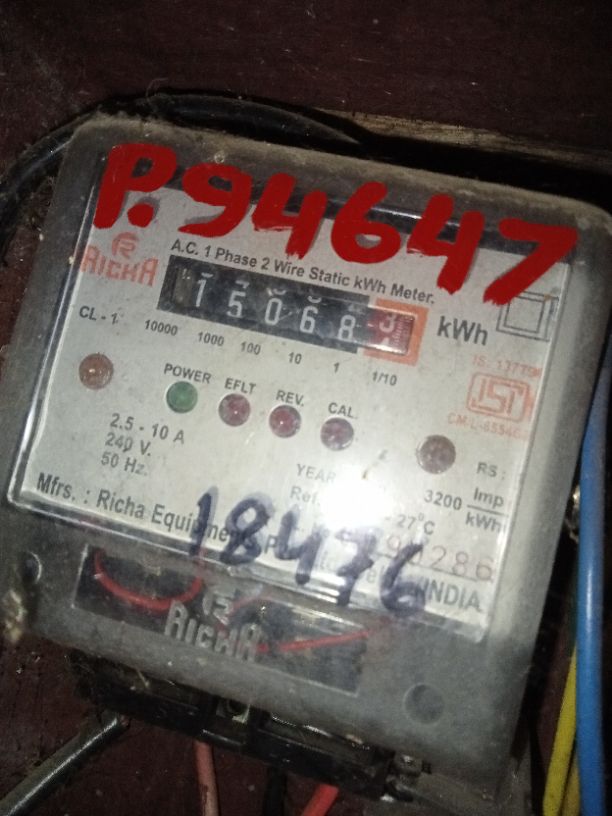 P.94647
RICHA
A.C. 1 Phase 2 Wire Static kWh Meter.
15068 kWh
CL - 1 10000 1000 100 10 1 1/10
POWER EFLT REV. CAL.
2.5 - 10 A
240 V.
50 Hz.
YEAR
RS :
3200 Imp
kWh
27°C
Mfrs. : Richa
18476
INDIA
RICHA